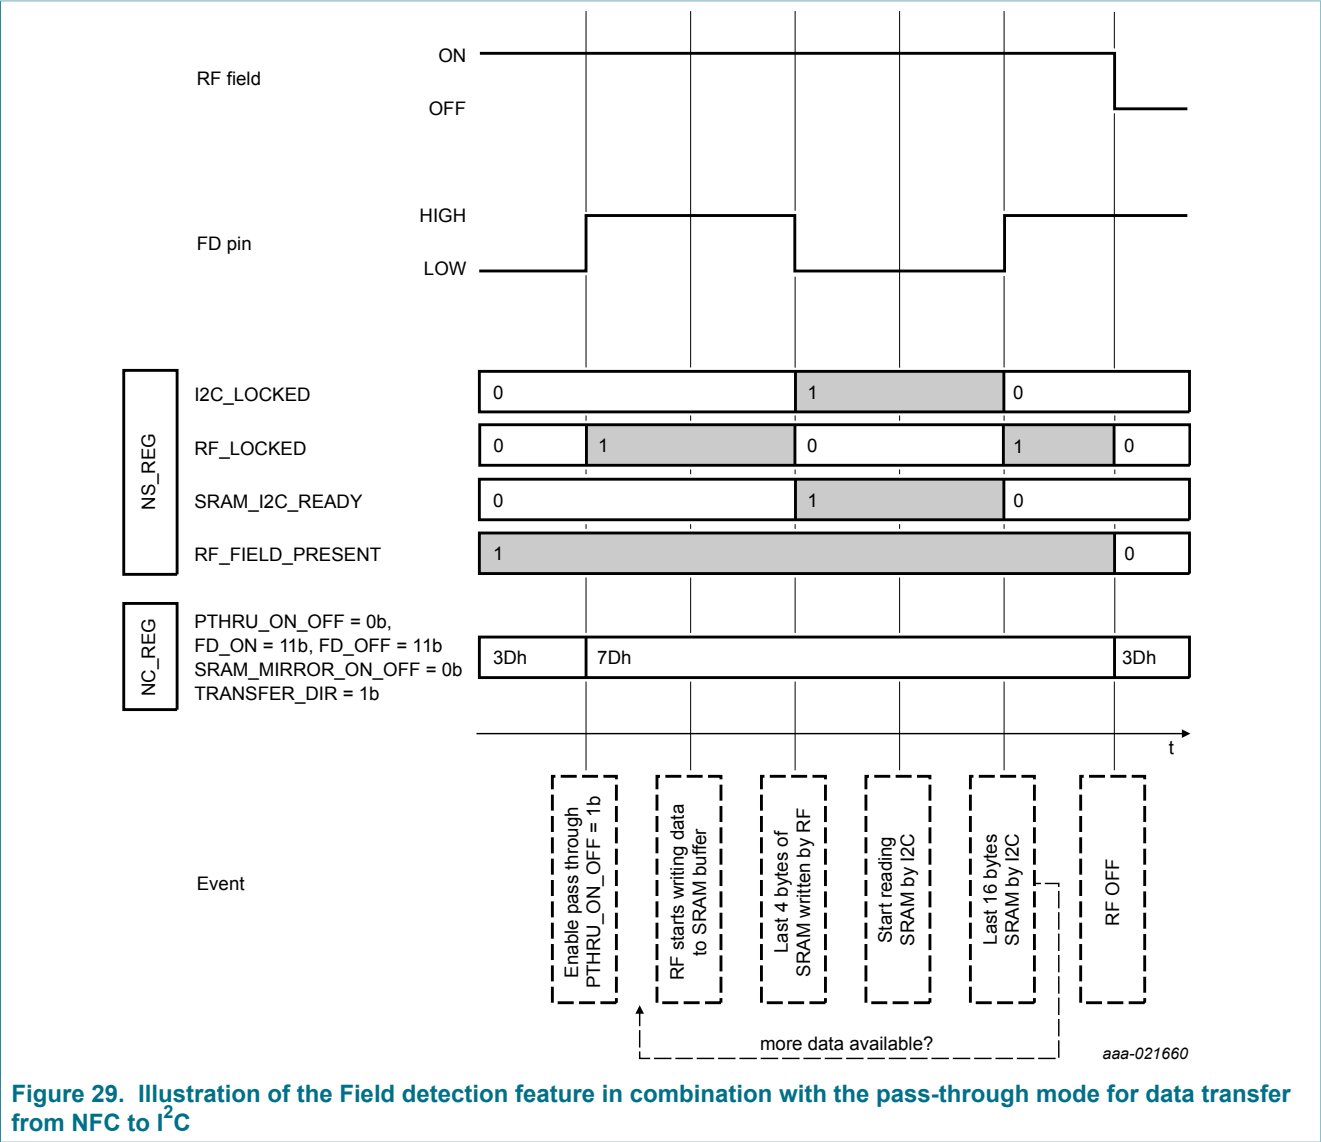 RF field
ON
OFF
FD pin
HIGH
LOW
NS_REG
I2C_LOCKED
0
1
0
RF_LOCKED
0
1
0
1
0
SRAM_I2C_READY
0
1
0
RF_FIELD_PRESENT
1
0
NC_REG
PTHRU_ON_OFF = 0b,
FD_ON = 11b, FD_OFF = 11b
SRAM_MIRROR_ON_OFF = 0b
TRANSFER_DIR = 1b
3Dh
7Dh
3Dh
t
Event
Enable pass through
PTHRU_ON_OFF = 1b
RF starts writing data
to SRAM buffer
Last 4 bytes of
SRAM written by RF
Start reading
SRAM by I2C
Last 16 bytes
SRAM by I2C
RF OFF
more data available?
aaa-021660
Figure 29. Illustration of the Field detection feature in combination with the pass-through mode for data transfer
from NFC to I²C